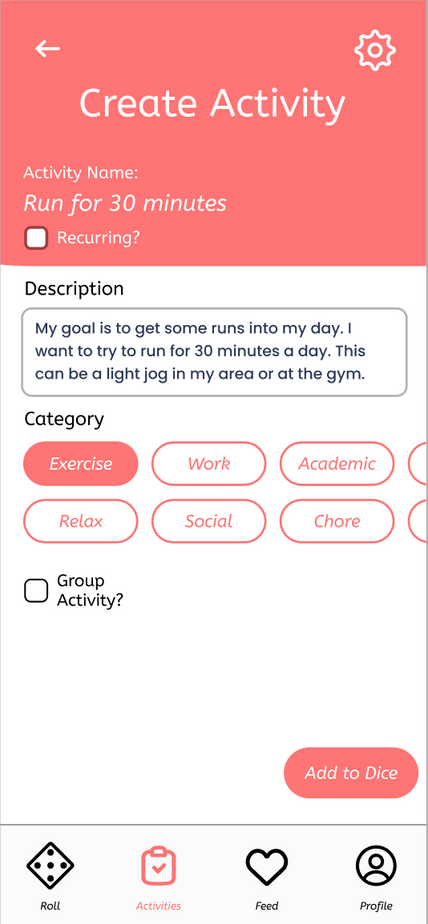 Create Activity
Activity Name:
Run for 30 minutes
Recurring?
Description
My goal is to get some runs into my day. I
want to try to run for 30 minutes a day. This
can be a light jog in my area or at the gym.
Category
Exercise Work Academic
Relax Social Chore
Group
Activity?
Add to Dice
Roll Activities Feed Profile